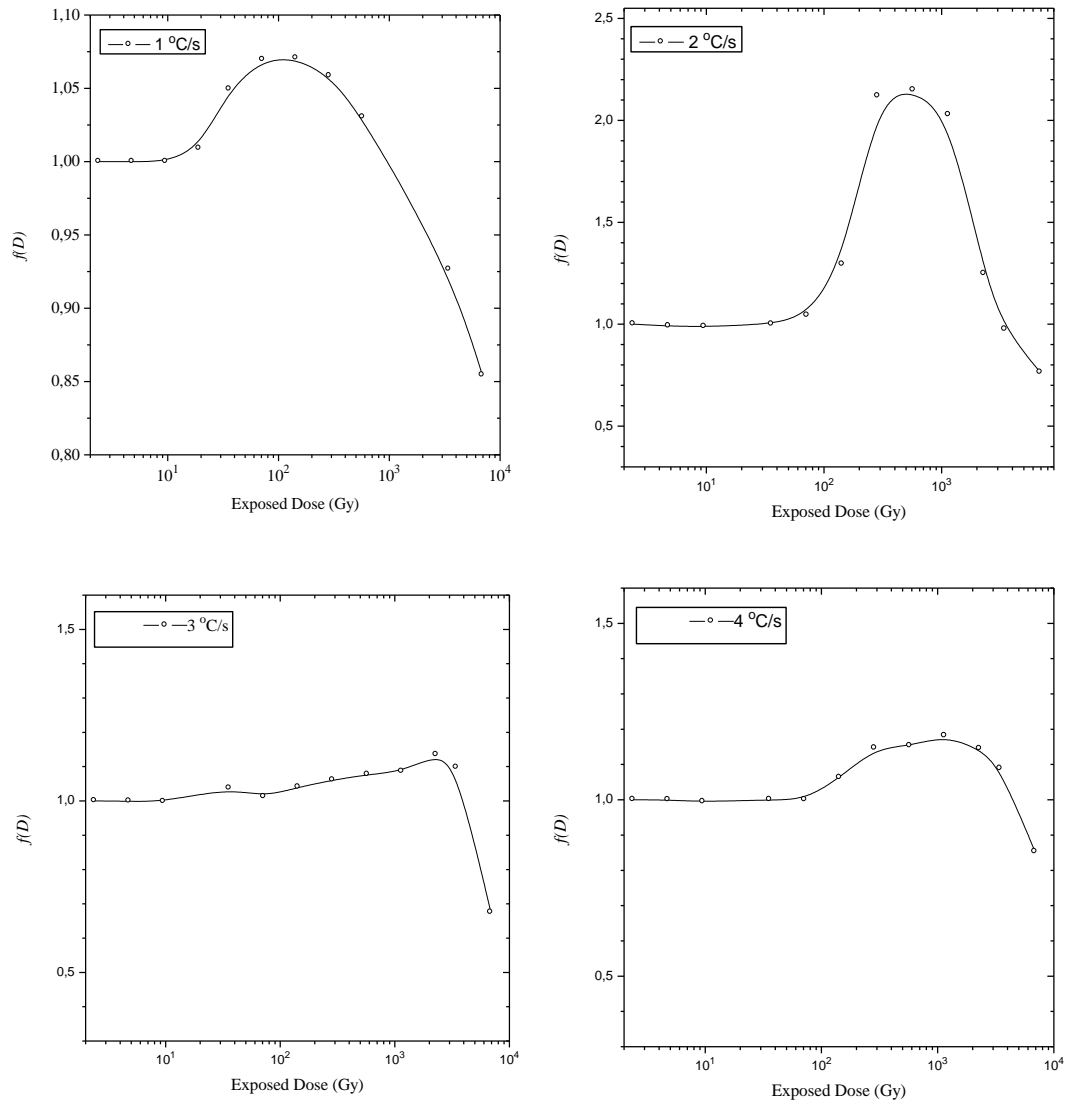 1 °C/s
1,10
1,05
1,00
0,95
0,90
0,85
0,80
f(D)
10¹ 10² 10³ 10⁴
Exposed Dose (Gy)
2 °C/s
2,5
2,0
1,5
1,0
0,5
f(D)
10¹ 10² 10³
Exposed Dose (Gy)
3 °C/s
1,5
1,0
0,5
f(D)
10¹ 10² 10³ 10⁴
Exposed Dose (Gy)
4 °C/s
1,5
1,0
0,5
f(D)
10¹ 10² 10³ 10⁴
Exposed Dose (Gy)